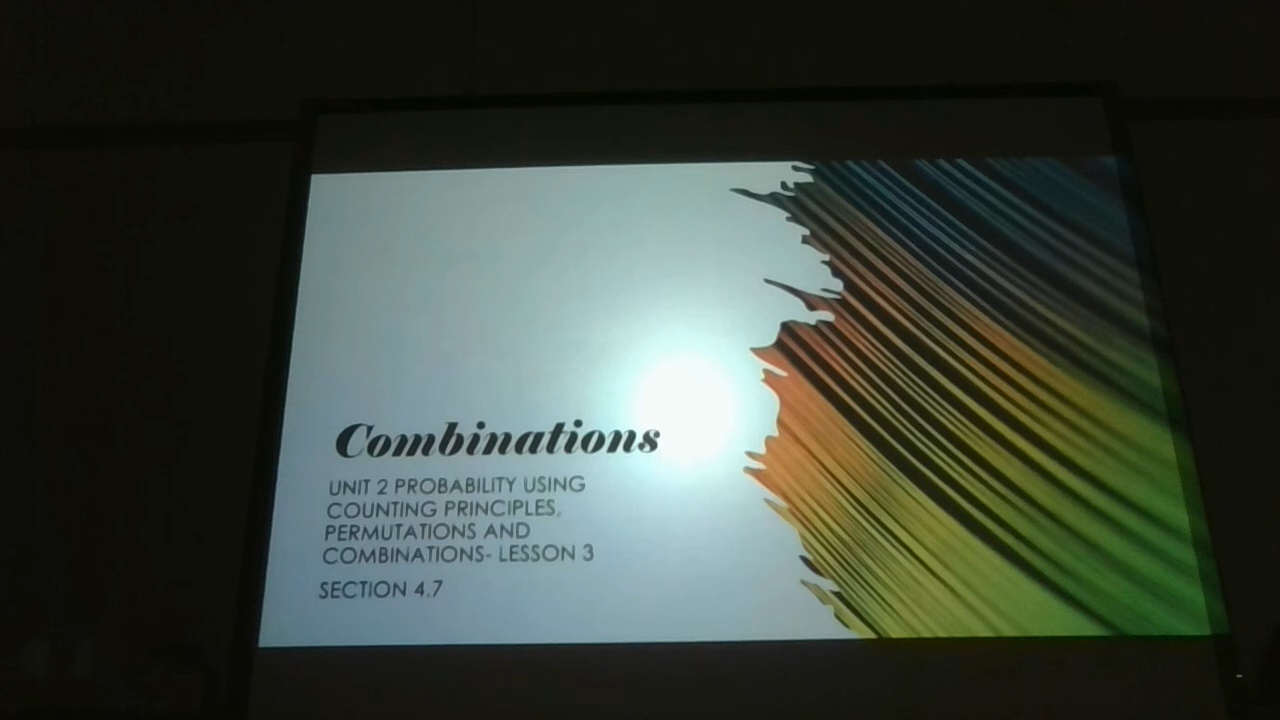 Combinations
UNIT 2 PROBABILITY USING
COUNTING PRINCIPLES,
PERMUTATIONS AND
COMBINATIONS- LESSON 3
SECTION 4.7